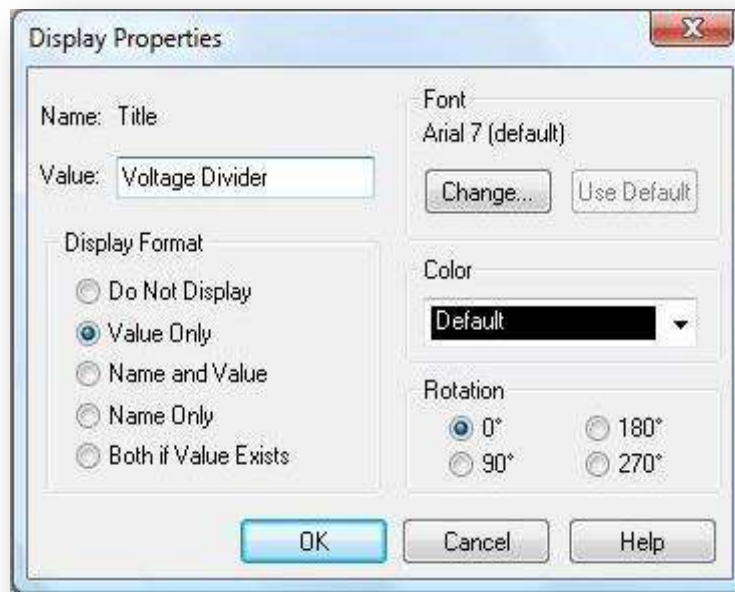 Display Properties
Name: Title
Value: Voltage Divider
Display Format
Do Not Display
Value Only
Name and Value
Name Only
Both if Value Exists
Font
Arial 7 (default)
Change...
Use Default
Color
Default
Rotation
0° 180°
90° 270°
OK Cancel Help